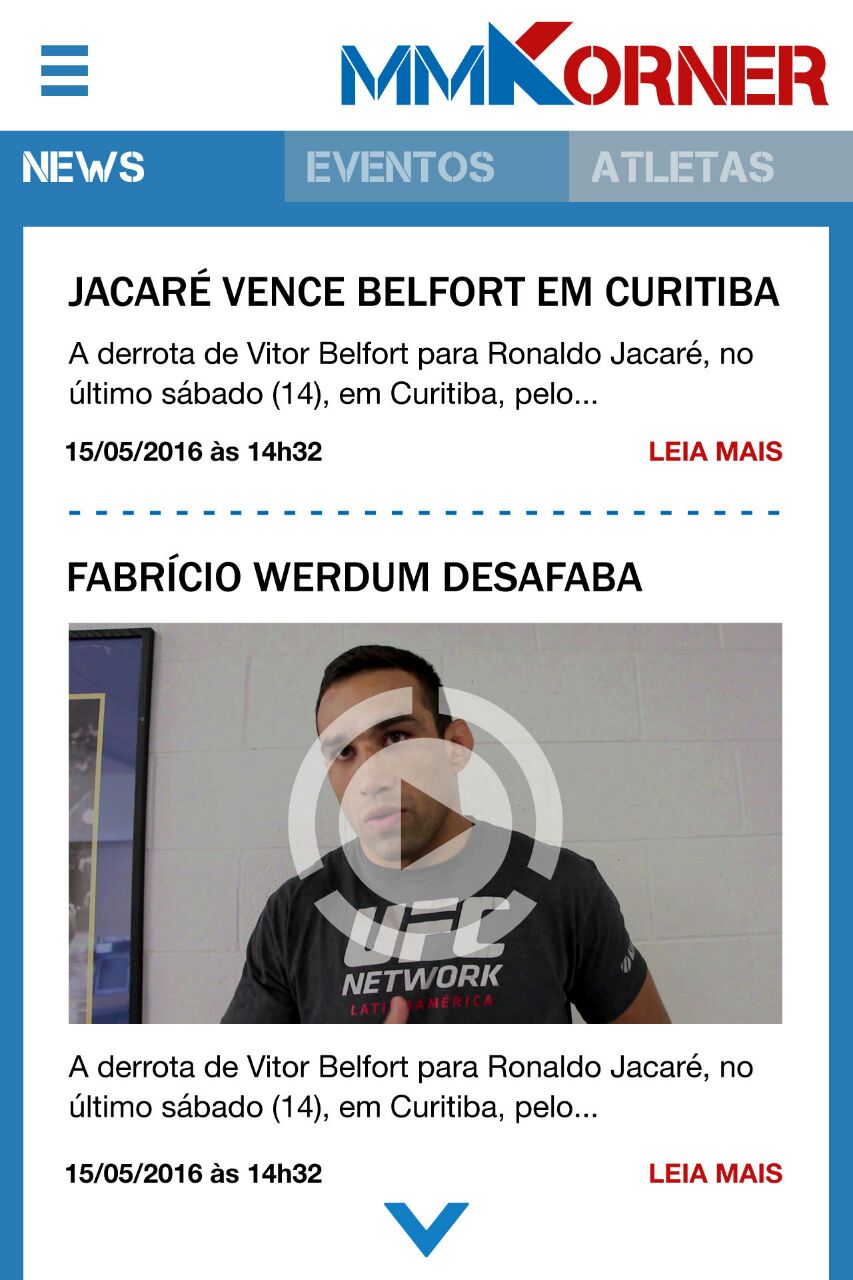 MMKORNER
NEWS
EVENTOS
ATLETAS
JACARÉ VENCE BELFORT EM CURITIBA
A derrota de Vitor Belfort para Ronaldo Jacaré, no
último sábado (14), em Curitiba, pelo...
15/05/2016 às 14h32
LEIA MAIS
FABRÍCIO WERDUM DESAFABA
UFC
NETWORK
LATINOAMÉRICA
A derrota de Vitor Belfort para Ronaldo Jacaré, no
último sábado (14), em Curitiba, pelo...
15/05/2016 às 14h32
LEIA MAIS